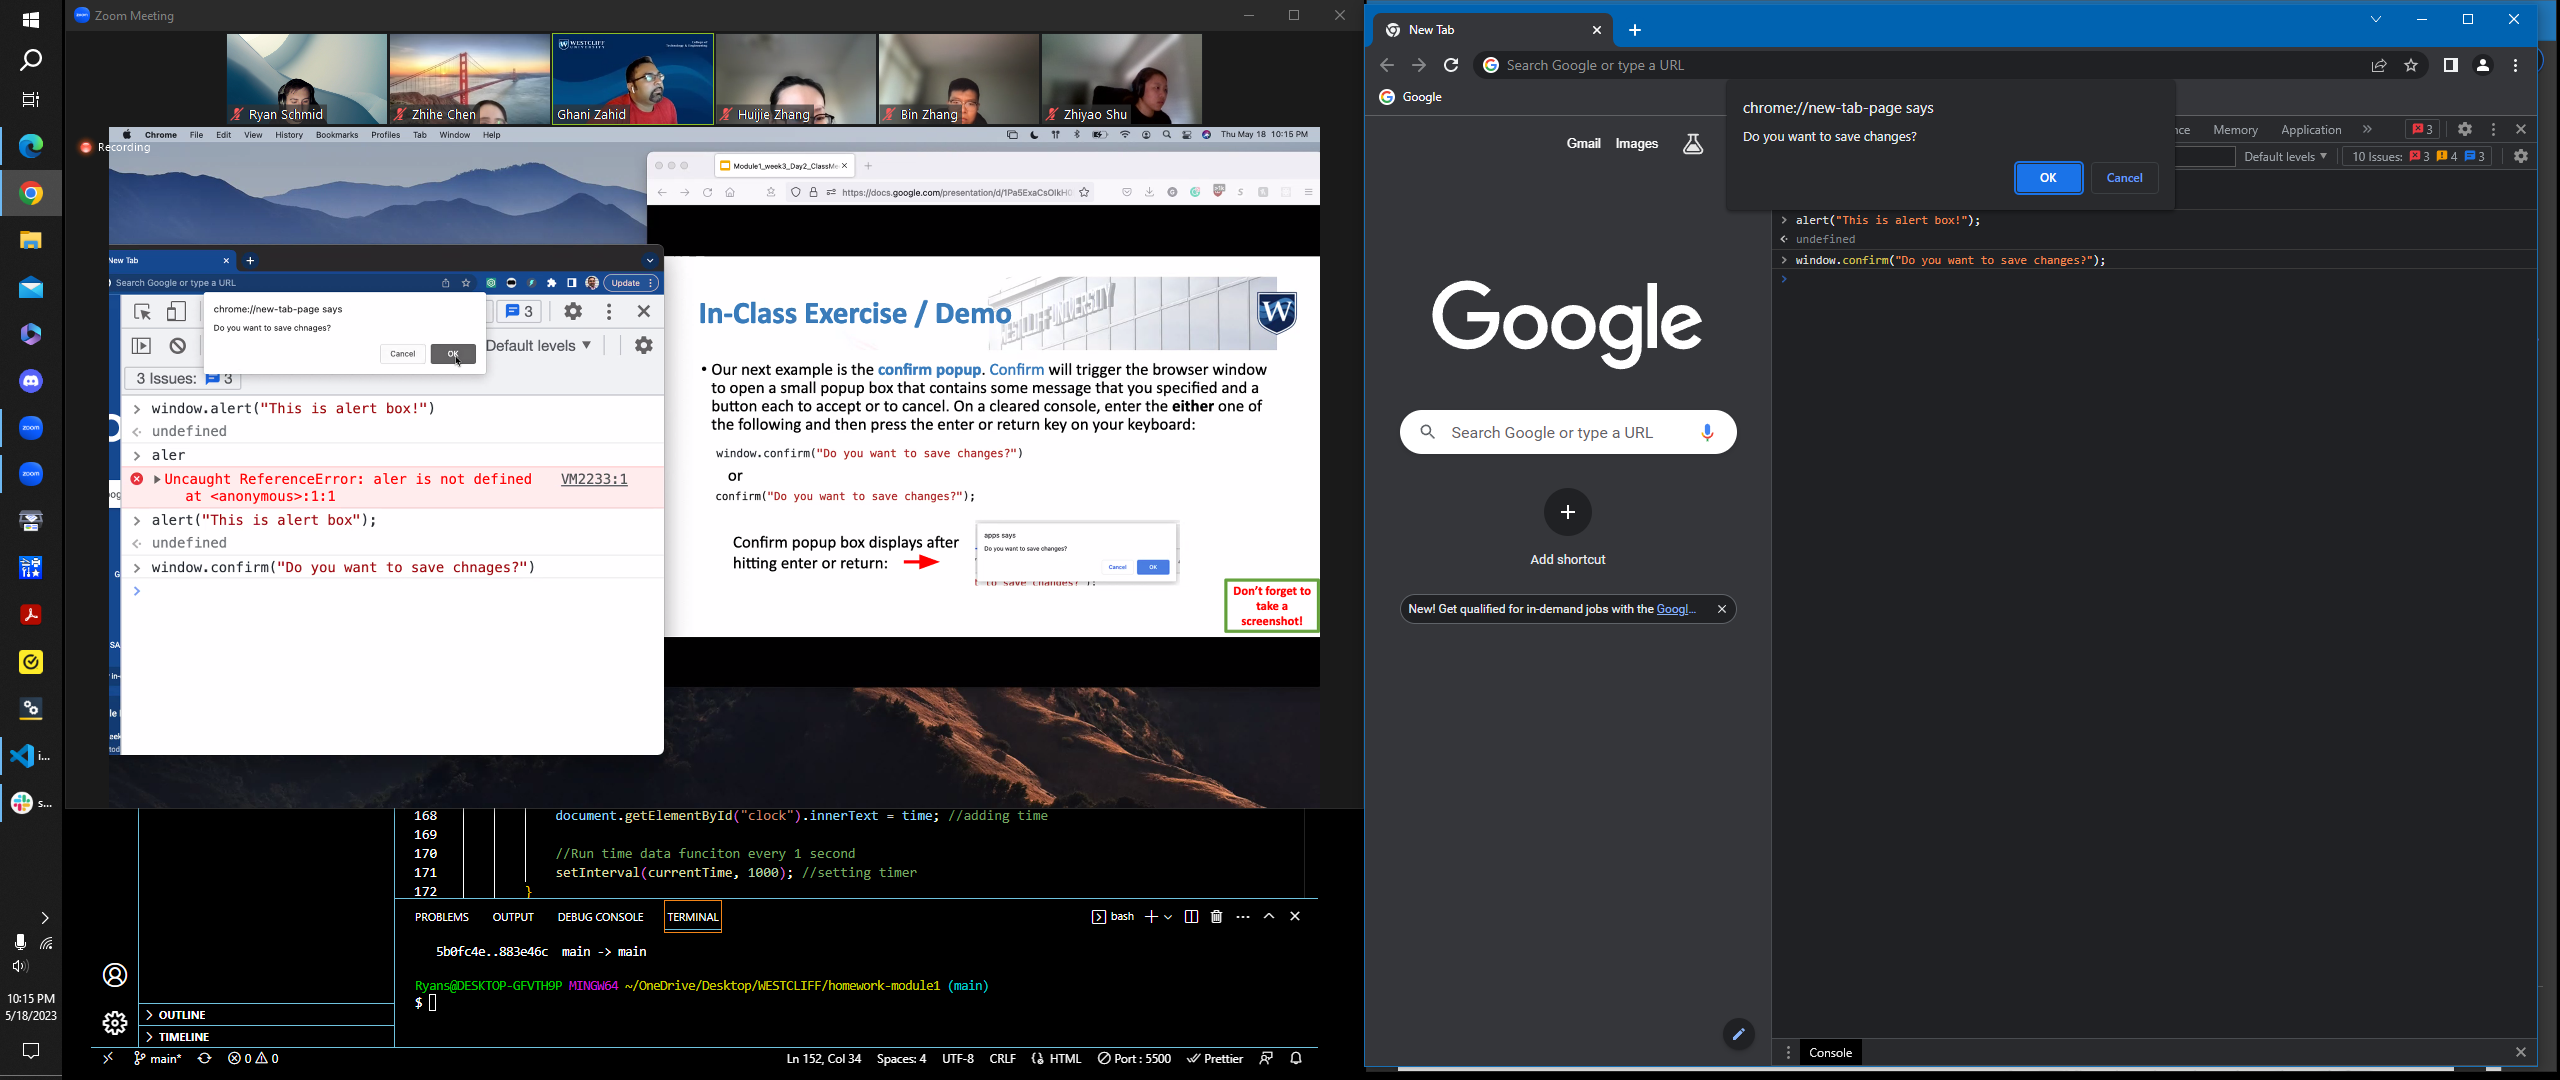 Zoom Meeting
WESTCLIFF
UNIVERSITY
College of
Technology & Engineering
Ryan Schmid
Zhihe Chen
Ghani Zahid
Huijie Zhang
Bin Zhang
Zhiyao Shu
Recording
Chrome File Edit View History Bookmarks Profiles Tab Window Help
Thu May 18 10:15 PM
Module1_week3_Day2_ClassMe
https://docs.google.com/presentation/d/1Pa5ExaCsOlkH0
New Tab
Search Google or type a URL
Update
chrome://new-tab-page says
Do you want to save chnages?
Cancel
OK
3
Default levels ▼
3 Issues: 3
window.alert("This is alert box!")
undefined
aler
Uncaught ReferenceError: aler is not defined VM2233:1
at <anonymous>:1:1
alert("This is alert box");
undefined
window.confirm("Do you want to save chnages?")
In-Class Exercise / Demo
W
• Our next example is the confirm popup. Confirm will trigger the browser window
to open a small popup box that contains some message that you specified and a
button each to accept or to cancel. On a cleared console, enter the either one of
the following and then press the enter or return key on your keyboard:
window.confirm("Do you want to save changes?")
or
confirm("Do you want to save changes?");
Confirm popup box displays after
hitting enter or return:
apps says
Do you want to save changes?
Cancel
OK
Don't forget to
take a
screenshot!
168 document.getElementById("clock").innerText = time; //adding time
169
170 //Run time data funciton every 1 second
171 setInterval(currentTime, 1000); //setting timer
172 }
PROBLEMS OUTPUT DEBUG CONSOLE TERMINAL
bash
5b0fc4e..883e46c main -> main
Ryans@DESKTOP-GFVTH9P MINGW64 ~/OneDrive/Desktop/WESTCLIFF/homework-module1 (main)
$
OUTLINE
TIMELINE
main*
0 0
Ln 152, Col 34 Spaces: 4 UTF-8 CRLF HTML Port : 5500 Prettier
zoom
zoom
i...
s...
10:15 PM
5/18/2023
New Tab
Search Google or type a URL
Google
chrome://new-tab-page says
Do you want to save changes?
OK
Cancel
Gmail Images
nce Memory Application » 3
Default levels ▼ 10 Issues: 3 4 3
alert("This is alert box!");
undefined
window.confirm("Do you want to save changes?");
Google
Search Google or type a URL
Add shortcut
New! Get qualified for in-demand jobs with the Googl...
Console